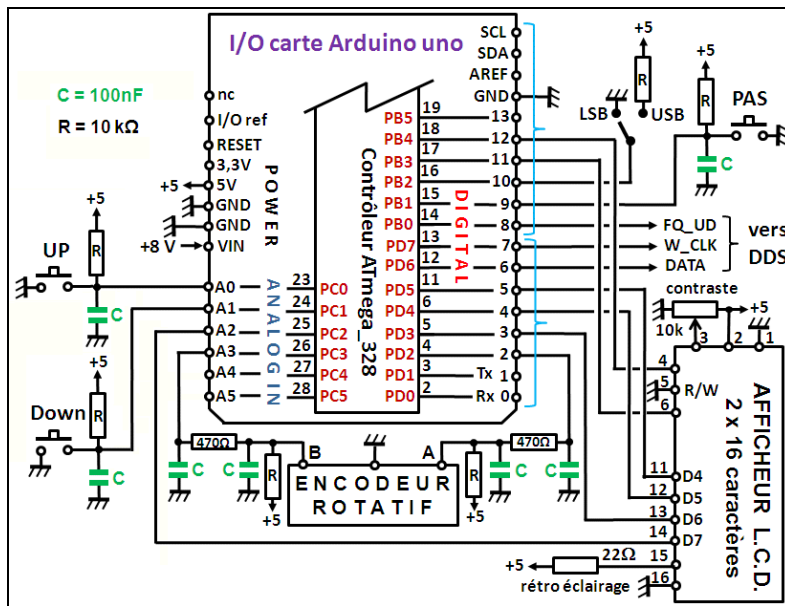 I/O carte Arduino uno
C = 100nF
R = 10 kΩ
nc
I/O ref
RESET
3,3V
5V
GND
GND
VIN
+5
+8 V
POWER
SCL
SDA
AREF
GND
13
12
11
10
9
8
7
6
5
4
3
2
Tx 1
Rx 0
DIGITAL
Contrôleur ATmega_328
19
PB5
18
PB4
17
PB3
16
PB2
15
PB1
14
PB0
13
PD7
12
PD6
11
PD5
6
PD4
5
PD3
4
PD2
3
PD1
2
PD0
A0
A1
A2
A3
A4
A5
ANALOG IN
23
PC0
24
PC1
25
PC2
26
PC3
27
PC4
28
PC5
+5
R
UP
C
+5
R
Down
C
+5
R
LSB
USB
+5
R
PAS
C
FQ_UD
W_CLK
DATA
vers
DDS
contraste
+5
10k
3
2
1
4
5
R/W
6
11
D4
12
D5
13
D6
14
D7
15
16
AFFICHEUR L.C.D.
2 x 16 caractères
+5
22Ω
rétro éclairage
470Ω
B
A
470Ω
C
C
R
+5
ENCODEUR
ROTATIF
R
+5
C
C